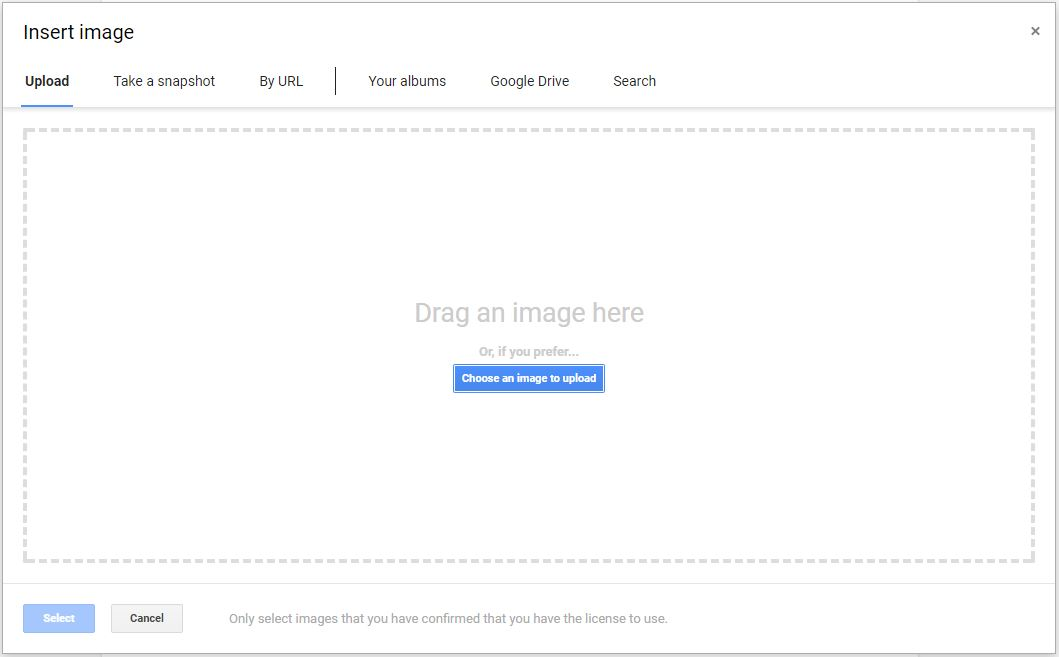 Insert image
×
Upload Take a snapshot By URL Your albums Google Drive Search
Drag an image here
Or, if you prefer...
Choose an image to upload
Select Cancel Only select images that you have confirmed that you have the license to use.